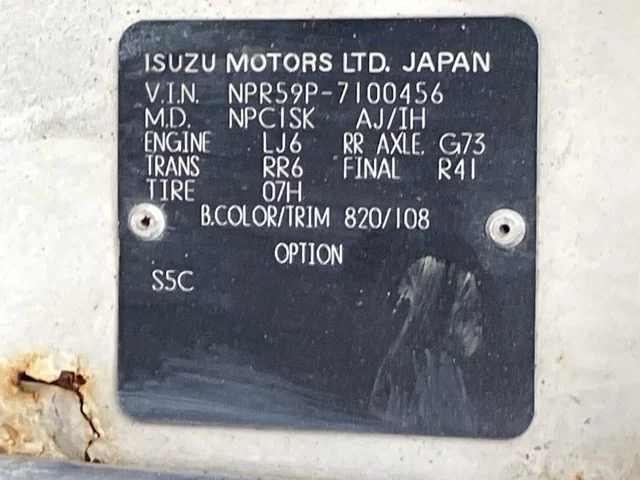 ISUZU MOTORS LTD. JAPAN
V.I.N. NPR59P-7100456
M.D. NPC1SK AJ/IH
ENGINE LJ6 RR AXLE. G73
TRANS RR6 FINAL R41
TIRE 07H
B.COLOR/TRIM 820/108
OPTION
S5C